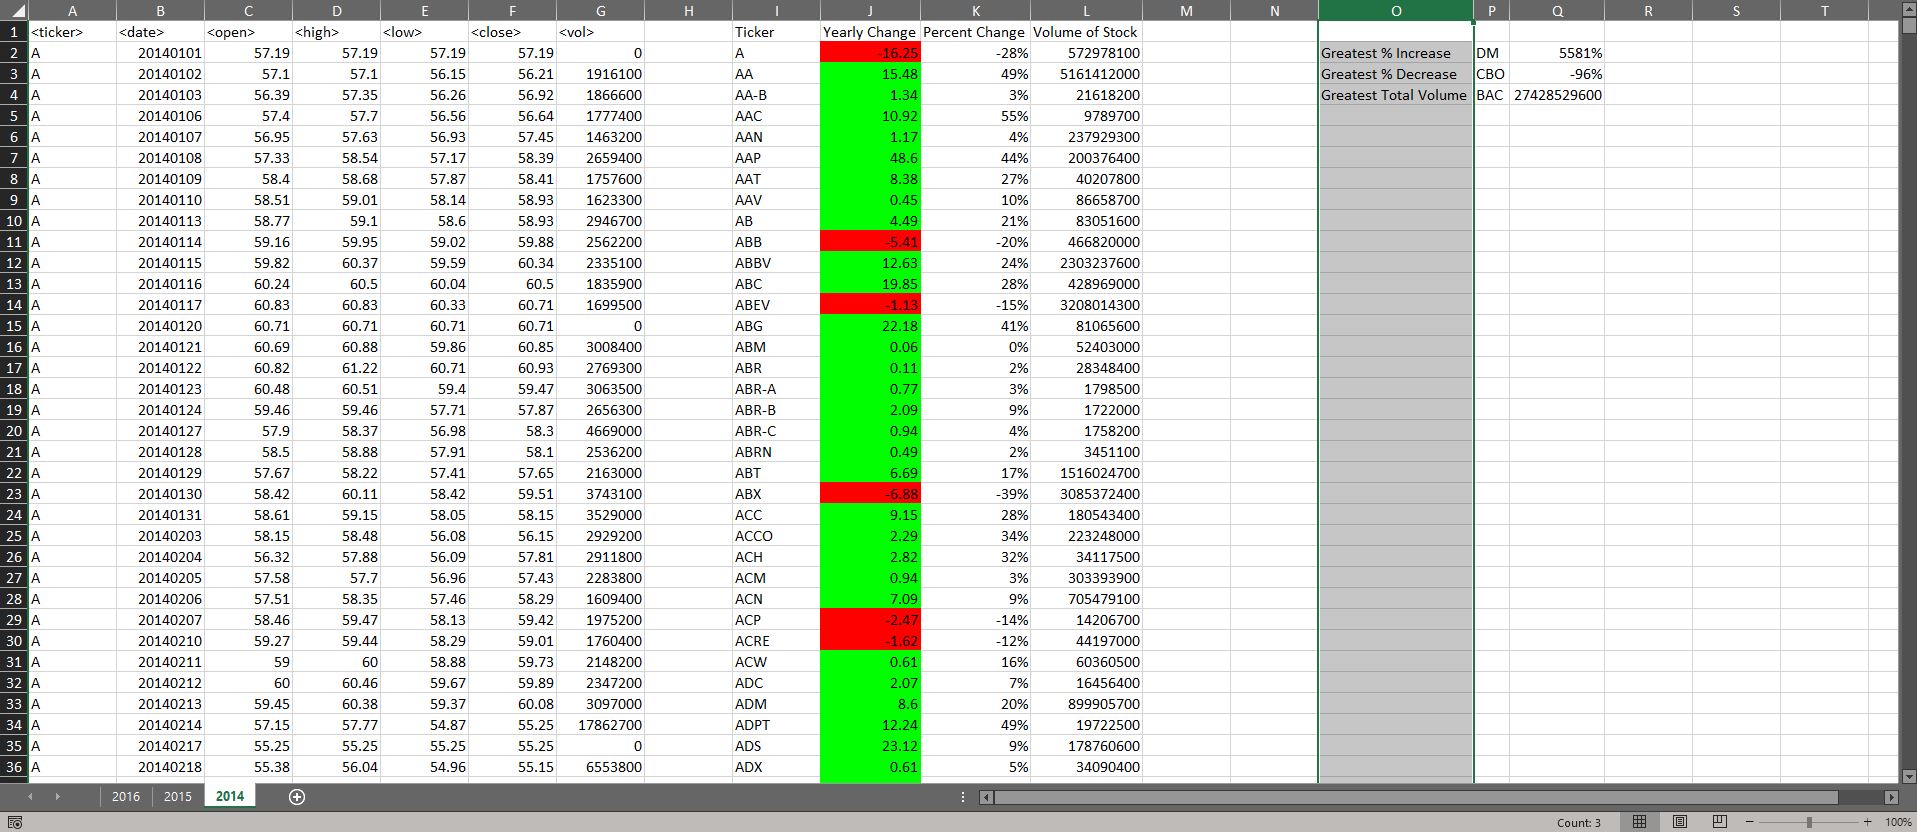 A B C D E F G H I J K L M N O P Q R S T
1 <ticker> <date> <open> <high> <low> <close> <vol> Ticker Yearly Change Percent Change Volume of Stock
2 A 20140101 57.19 57.19 57.19 57.19 0 A -16.25 -28% 572978100 Greatest % Increase DM 5581%
3 A 20140102 57.1 57.1 56.15 56.21 1916100 AA 15.48 49% 5161412000 Greatest % Decrease CBO -96%
4 A 20140103 56.39 57.35 56.26 56.92 1866600 AA-B 1.34 3% 21618200 Greatest Total Volume BAC 27428529600
5 A 20140106 57.4 57.7 56.56 56.64 1777400 AAC 10.92 55% 9789700
6 A 20140107 56.95 57.63 56.93 57.45 1463200 AAN 1.17 4% 237929300
7 A 20140108 57.33 58.54 57.17 58.39 2659400 AAP 48.6 44% 200376400
8 A 20140109 58.4 58.68 57.87 58.41 1757600 AAT 8.38 27% 40207800
9 A 20140110 58.51 59.01 58.14 58.93 1623300 AAV 0.45 10% 86658700
10 A 20140113 58.77 59.1 58.6 58.93 2946700 AB 4.49 21% 83051600
11 A 20140114 59.16 59.95 59.02 59.88 2562200 ABB -5.41 -20% 466820000
12 A 20140115 59.82 60.37 59.59 60.34 2335100 ABBV 12.63 24% 2303237600
13 A 20140116 60.24 60.5 60.04 60.5 1835900 ABC 19.85 28% 428969000
14 A 20140117 60.83 60.83 60.33 60.71 1699500 ABEV -1.13 -15% 3208014300
15 A 20140120 60.71 60.71 60.71 60.71 0 ABG 22.18 41% 81065600
16 A 20140121 60.69 60.88 59.86 60.85 3008400 ABM 0.06 0% 52403000
17 A 20140122 60.82 61.22 60.71 60.93 2769300 ABR 0.11 2% 28348400
18 A 20140123 60.48 60.51 59.4 59.47 3063500 ABR-A 0.77 3% 1798500
19 A 20140124 59.46 59.46 57.71 57.87 2656300 ABR-B 2.09 9% 1722000
20 A 20140127 57.9 58.37 56.98 58.3 4669000 ABR-C 0.94 4% 1758200
21 A 20140128 58.5 58.88 57.91 58.1 2536200 ABRN 0.49 2% 3451100
22 A 20140129 57.67 58.22 57.41 57.65 2163000 ABT 6.69 17% 1516024700
23 A 20140130 58.42 60.11 58.42 59.51 3743100 ABX -6.88 -39% 3085372400
24 A 20140131 58.61 59.15 58.05 58.15 3529000 ACC 9.15 28% 180543400
25 A 20140203 58.15 58.48 56.08 56.15 2929200 ACCO 2.29 34% 223248000
26 A 20140204 56.32 57.88 56.09 57.81 2911800 ACH 2.82 32% 34117500
27 A 20140205 57.58 57.7 56.96 57.43 2283800 ACM 0.94 3% 303393900
28 A 20140206 57.51 58.35 57.46 58.29 1609400 ACN 7.09 9% 705479100
29 A 20140207 58.46 59.47 58.13 59.42 1975200 ACP -2.47 -14% 14206700
30 A 20140210 59.27 59.44 58.29 59.01 1760400 ACRE -1.62 -12% 44197000
31 A 20140211 59 60 58.88 59.73 2148200 ACW 0.61 16% 60360500
32 A 20140212 60 60.46 59.67 59.89 2347200 ADC 2.07 7% 16456400
33 A 20140213 59.45 60.38 59.37 60.08 3097000 ADM 8.6 20% 899905700
34 A 20140214 57.15 57.77 54.87 55.25 17862700 ADPT 12.24 49% 19722500
35 A 20140217 55.25 55.25 55.25 55.25 0 ADS 23.12 9% 178760600
36 A 20140218 55.38 56.04 54.96 55.15 6553800 ADX 0.61 5% 34090400
2016 2015 2014
Count: 3 100%